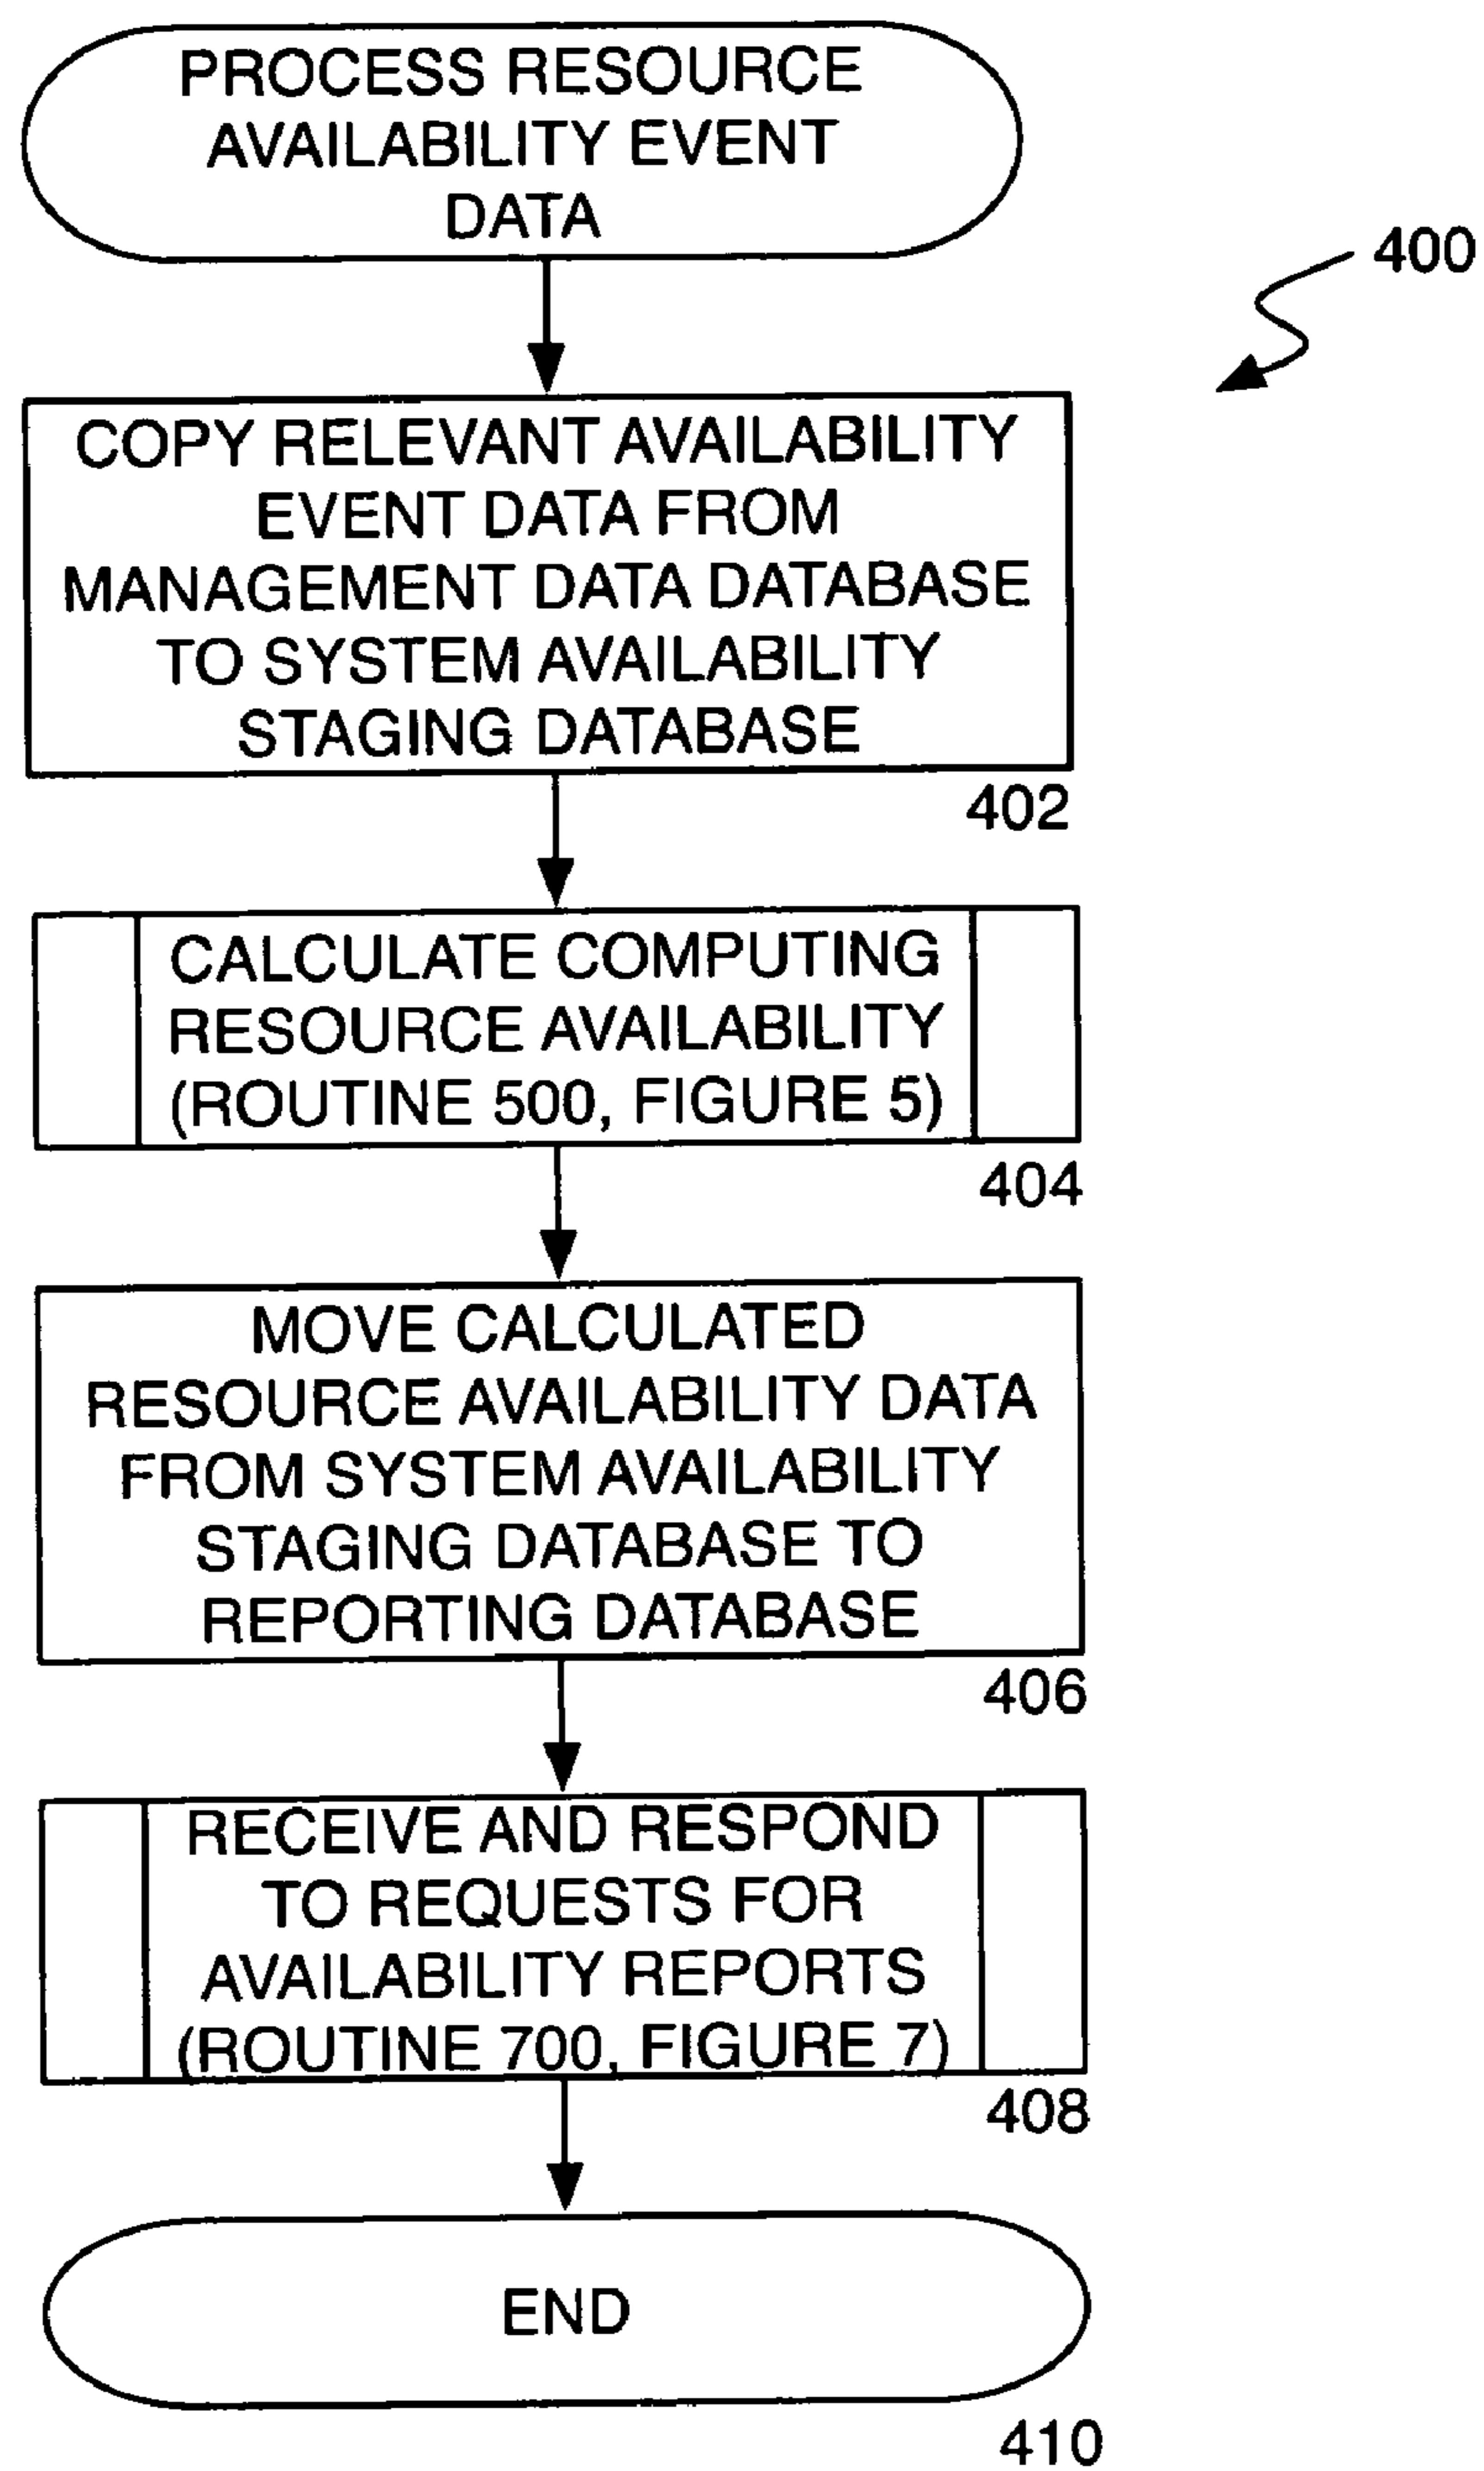 PROCESS RESOURCE
AVAILABILITY EVENT
DATA
400
COPY RELEVANT AVAILABILITY
EVENT DATA FROM
MANAGEMENT DATA DATABASE
TO SYSTEM AVAILABILITY
STAGING DATABASE
402
CALCULATE COMPUTING
RESOURCE AVAILABILITY
(ROUTINE 500, FIGURE 5)
404
MOVE CALCULATED
RESOURCE AVAILABILITY DATA
FROM SYSTEM AVAILABILITY
STAGING DATABASE TO
REPORTING DATABASE
406
RECEIVE AND RESPOND
TO REQUESTS FOR
AVAILABILITY REPORTS
(ROUTINE 700, FIGURE 7)
408
END
410